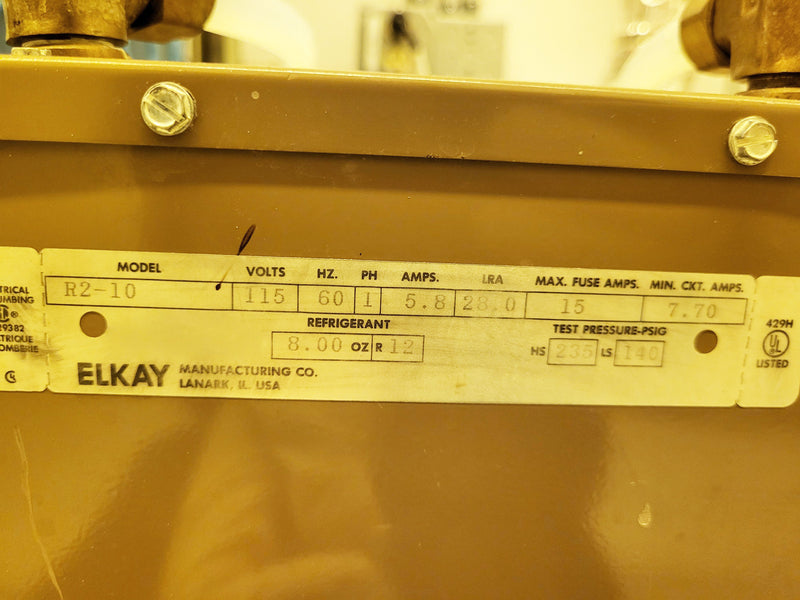 MODEL VOLTS HZ. PH AMPS. LRA MAX. FUSE AMPS. MIN. CKT. AMPS.
R2-10 115 60 1 5.8 28.0 15 7.70
REFRIGERANT TEST PRESSURE-PSIG
8.00 OZ R 12 HS 235 LS 140
ELKAY MANUFACTURING CO.
LANARK, IL. USA
TRICAL
UMBING
®
29382
TRIQUE
OMBERIE
429H
UL
LISTED